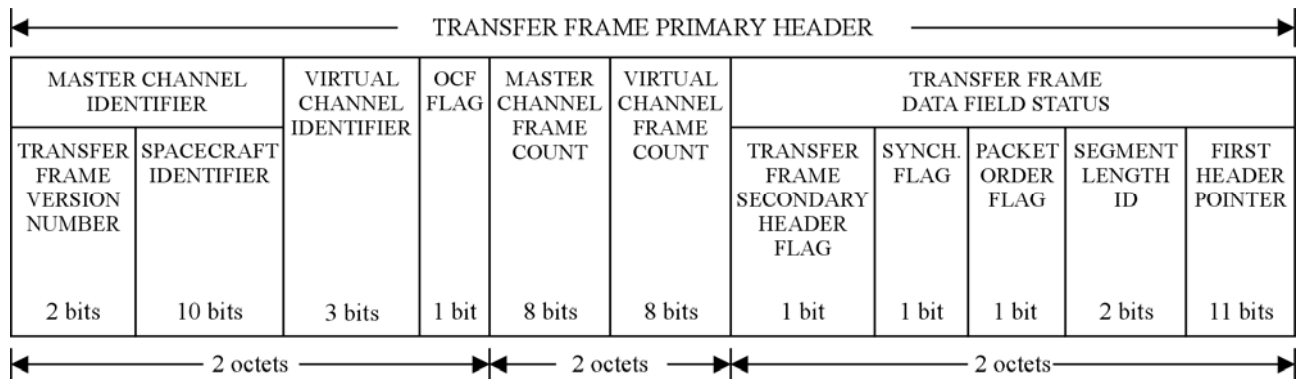 TRANSFER FRAME PRIMARY HEADER
MASTER CHANNEL
IDENTIFIER
VIRTUAL
CHANNEL
IDENTIFIER
OCF
FLAG
MASTER
CHANNEL
FRAME
COUNT
VIRTUAL
CHANNEL
FRAME
COUNT
TRANSFER FRAME
DATA FIELD STATUS
TRANSFER
FRAME
VERSION
NUMBER
SPACECRAFT
IDENTIFIER
TRANSFER
FRAME
SECONDARY
HEADER
FLAG
SYNCH.
FLAG
PACKET
ORDER
FLAG
SEGMENT
LENGTH
ID
FIRST
HEADER
POINTER
2 bits
10 bits
3 bits
1 bit
8 bits
8 bits
1 bit
1 bit
1 bit
2 bits
11 bits
2 octets
2 octets
2 octets